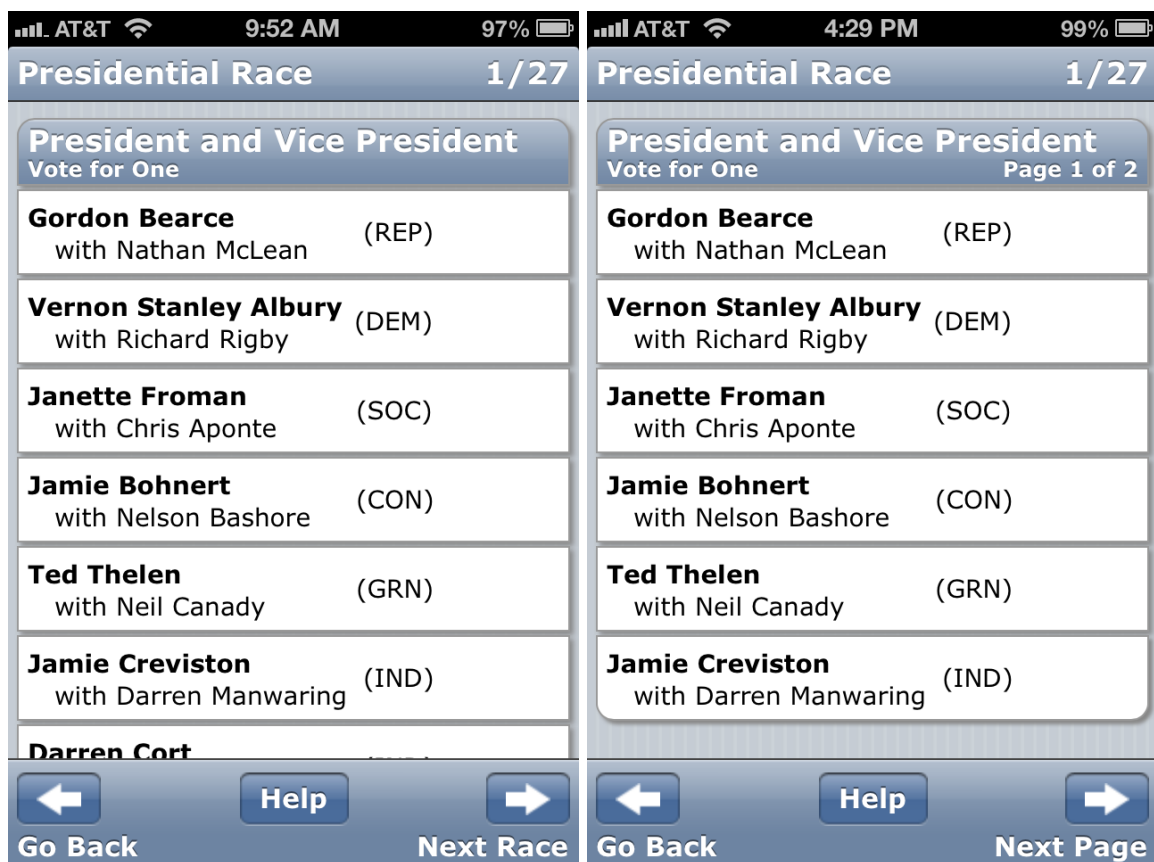 AT&T 9:52 AM 97%
Presidential Race 1/27
President and Vice President
Vote for One
Gordon Bearce
with Nathan McLean (REP)
Vernon Stanley Albury
with Richard Rigby (DEM)
Janette Froman
with Chris Aponte (SOC)
Jamie Bohnert
with Nelson Bashore (CON)
Ted Thelen
with Neil Canady (GRN)
Jamie Creviston
with Darren Manwaring (IND)
Darren Cort
Help
Go Back Next Race
AT&T 4:29 PM 99%
Presidential Race 1/27
President and Vice President
Vote for One Page 1 of 2
Gordon Bearce
with Nathan McLean (REP)
Vernon Stanley Albury
with Richard Rigby (DEM)
Janette Froman
with Chris Aponte (SOC)
Jamie Bohnert
with Nelson Bashore (CON)
Ted Thelen
with Neil Canady (GRN)
Jamie Creviston
with Darren Manwaring (IND)
Help
Go Back Next Page